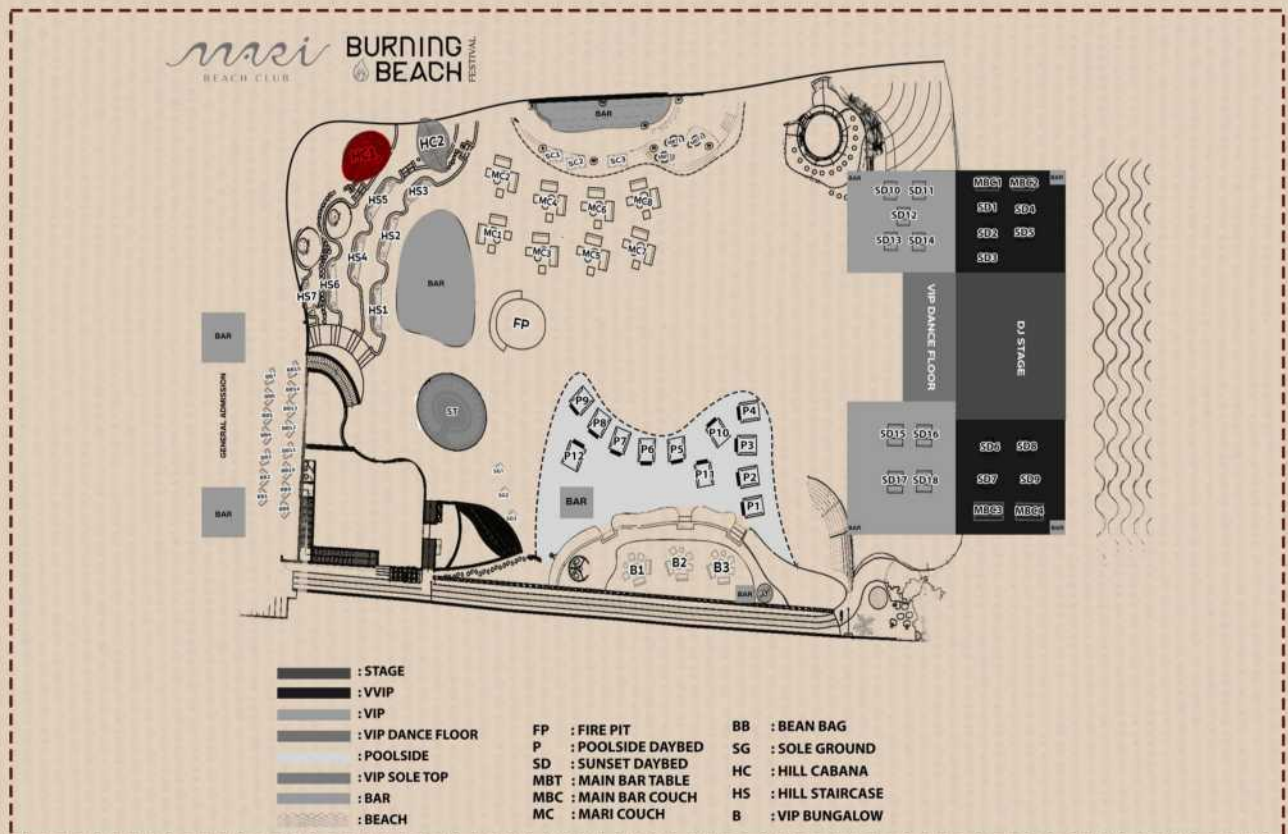 MARI
BEACH CLUB
BURNING
BEACH
FESTIVAL
BAR
HC1
HC2
SC1
SC2
SC3
HS3
HS5
HS2
HS4
HS6
HS7
HS1
BAR
MC2
MC4
MC6
MC8
MC1
MC3
MC5
MC7
FP
BAR
BAR
SD10
SD11
SD12
SD13
SD14
MBC1
MBC2
SD1
SD4
SD2
SD5
SD3
VIP DANCE FLOOR
DJ STAGE
BAR
GENERAL ADMISSION
BAR
ST
P9
P8
P7
P6
P5
P12
P10
P11
P4
P3
P2
P1
BAR
SD15
SD16
SD17
SD18
SD6
SD8
SD7
SD9
MBC3
MBC4
BAR
BAR
SG1
SG2
SG3
B1
B2
B3
BAR
: STAGE
: VVIP
: VIP
: VIP DANCE FLOOR
: POOLSIDE
: VIP SOLE TOP
: BAR
: BEACH
FP : FIRE PIT
P : POOLSIDE DAYBED
SD : SUNSET DAYBED
MBT : MAIN BAR TABLE
MBC : MAIN BAR COUCH
MC : MARI COUCH
BB : BEAN BAG
SG : SOLE GROUND
HC : HILL CABANA
HS : HILL STAIRCASE
B : VIP BUNGALOW